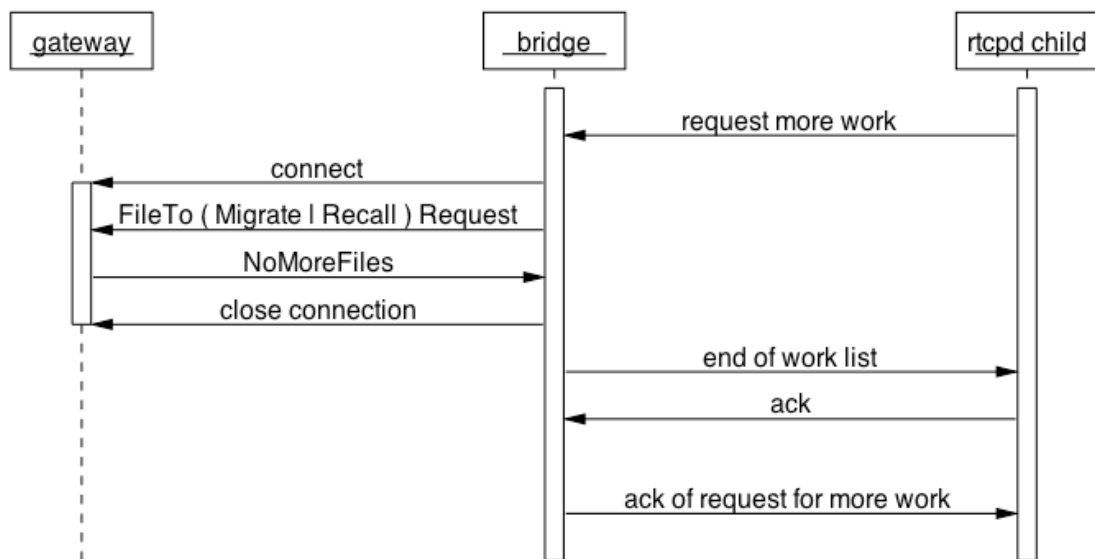 gateway
bridge
rtcpd child
request more work
connect
FileTo ( Migrate | Recall ) Request
NoMoreFiles
close connection
end of work list
ack
ack of request for more work